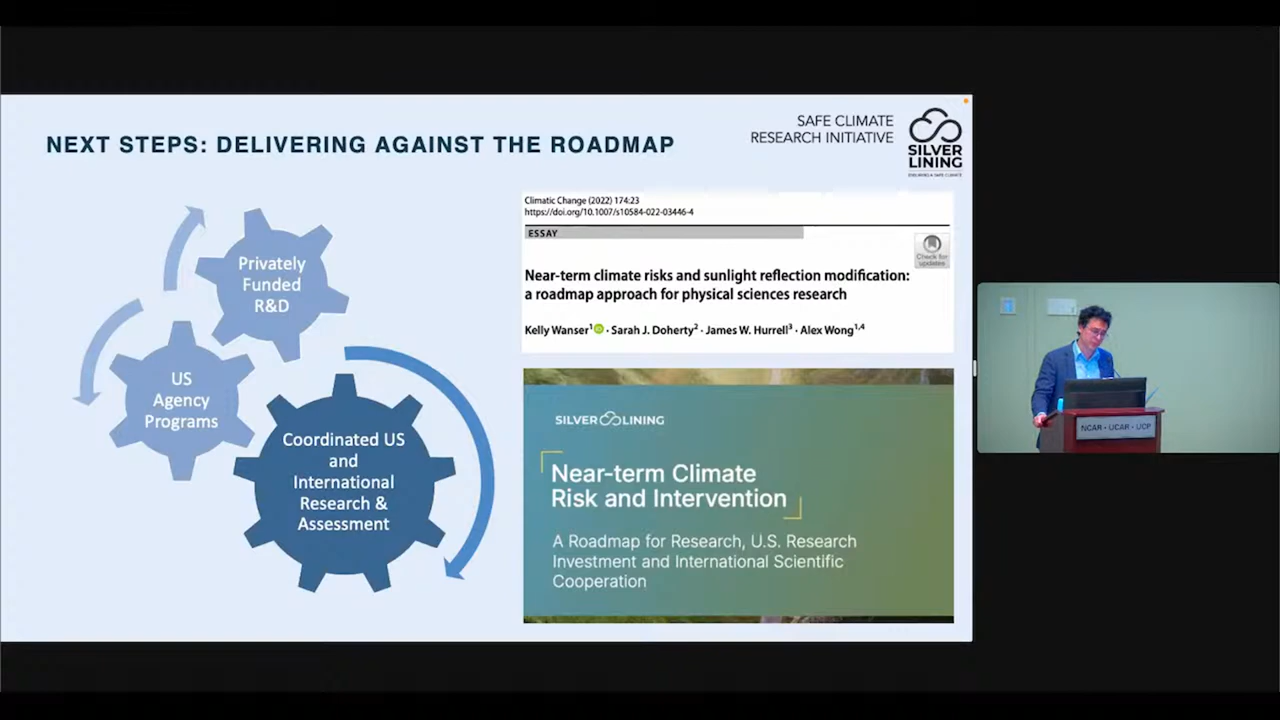 NEXT STEPS: DELIVERING AGAINST THE ROADMAP
SAFE CLIMATE
RESEARCH INITIATIVE
SILVER
LINING
Privately
Funded
R&D
US
Agency
Programs
Coordinated US
and
International
Research &
Assessment
Climatic Change (2022) 174:23
https://doi.org/10.1007/s10584-022-03446-4
ESSAY
Check for
updates
Near-term climate risks and sunlight reflection modification:
a roadmap approach for physical sciences research
Kelly Wanser1 · Sarah J. Doherty2 · James W. Hurrell3 · Alex Wong1,4
SILVER LINING
Near-term Climate
Risk and Intervention
A Roadmap for Research, U.S. Research
Investment and International Scientific
Cooperation
NCAR · UCAR · UCP